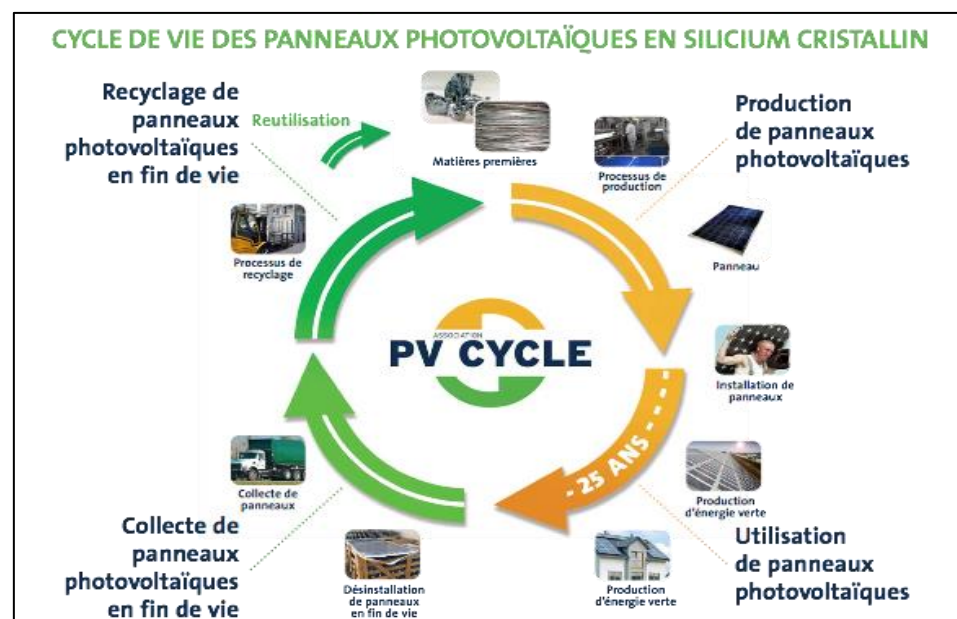 CYCLE DE VIE DES PANNEAUX PHOTOVOLTAÏQUES EN SILICIUM CRISTALLIN
Recyclage de
panneaux
photovoltaïques
en fin de vie
Reutilisation
Matières premières
Processus de
production
Production
de panneaux
photovoltaïques
Processus de
recyclage
Panneau
ASSOCIATION
PV CYCLE
Installation de
panneaux
- 25 ANS - - -
Collecte de
panneaux
Production
d'énergie verte
Collecte de
panneaux
photovoltaïques
en fin de vie
Désinstallation
de panneaux
en fin de vie
Production
d'énergie verte
Utilisation
de panneaux
photovoltaïques